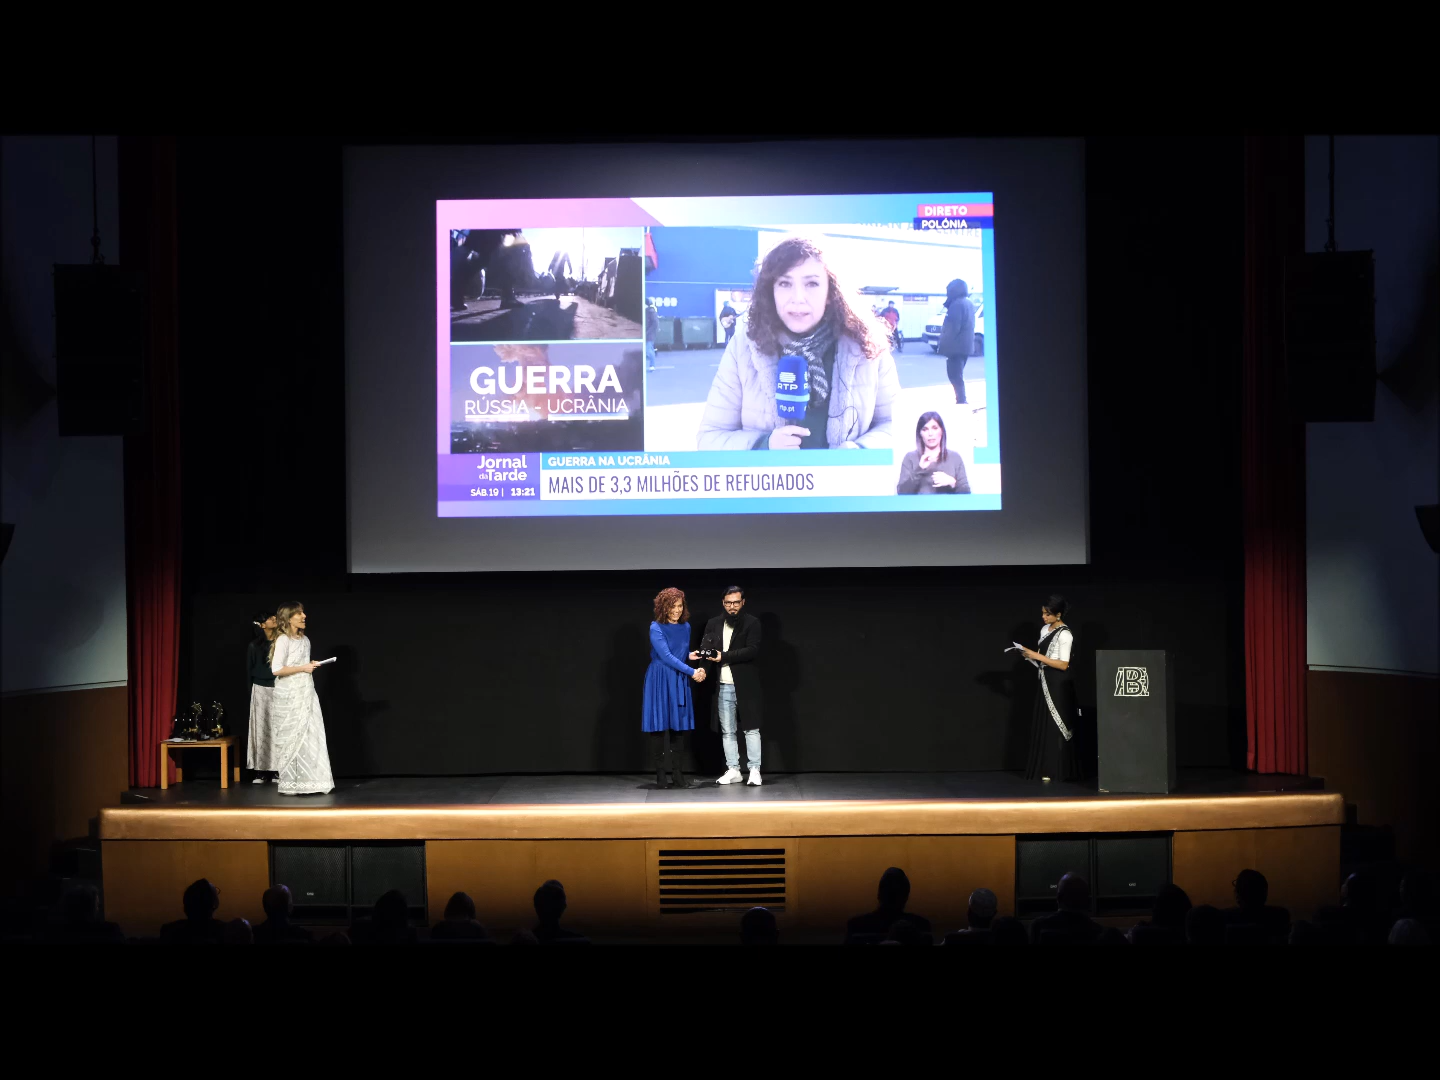 DIRETO
POLÓNIA
GUERRA
RÚSSIA - UCRÂNIA
RTP
rtp.pt
Jornal
da Tarde
SÁB.19 | 13:21
GUERRA NA UCRÂNIA
MAIS DE 3,3 MILHÕES DE REFUGIADOS